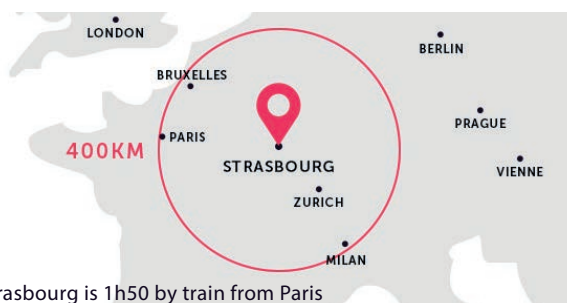 LONDON
BERLIN
BRUXELLES
PRAGUE
PARIS
400KM
STRASBOURG
VIENNE
ZURICH
MILAN
rasbourg is 1h50 by train from Paris